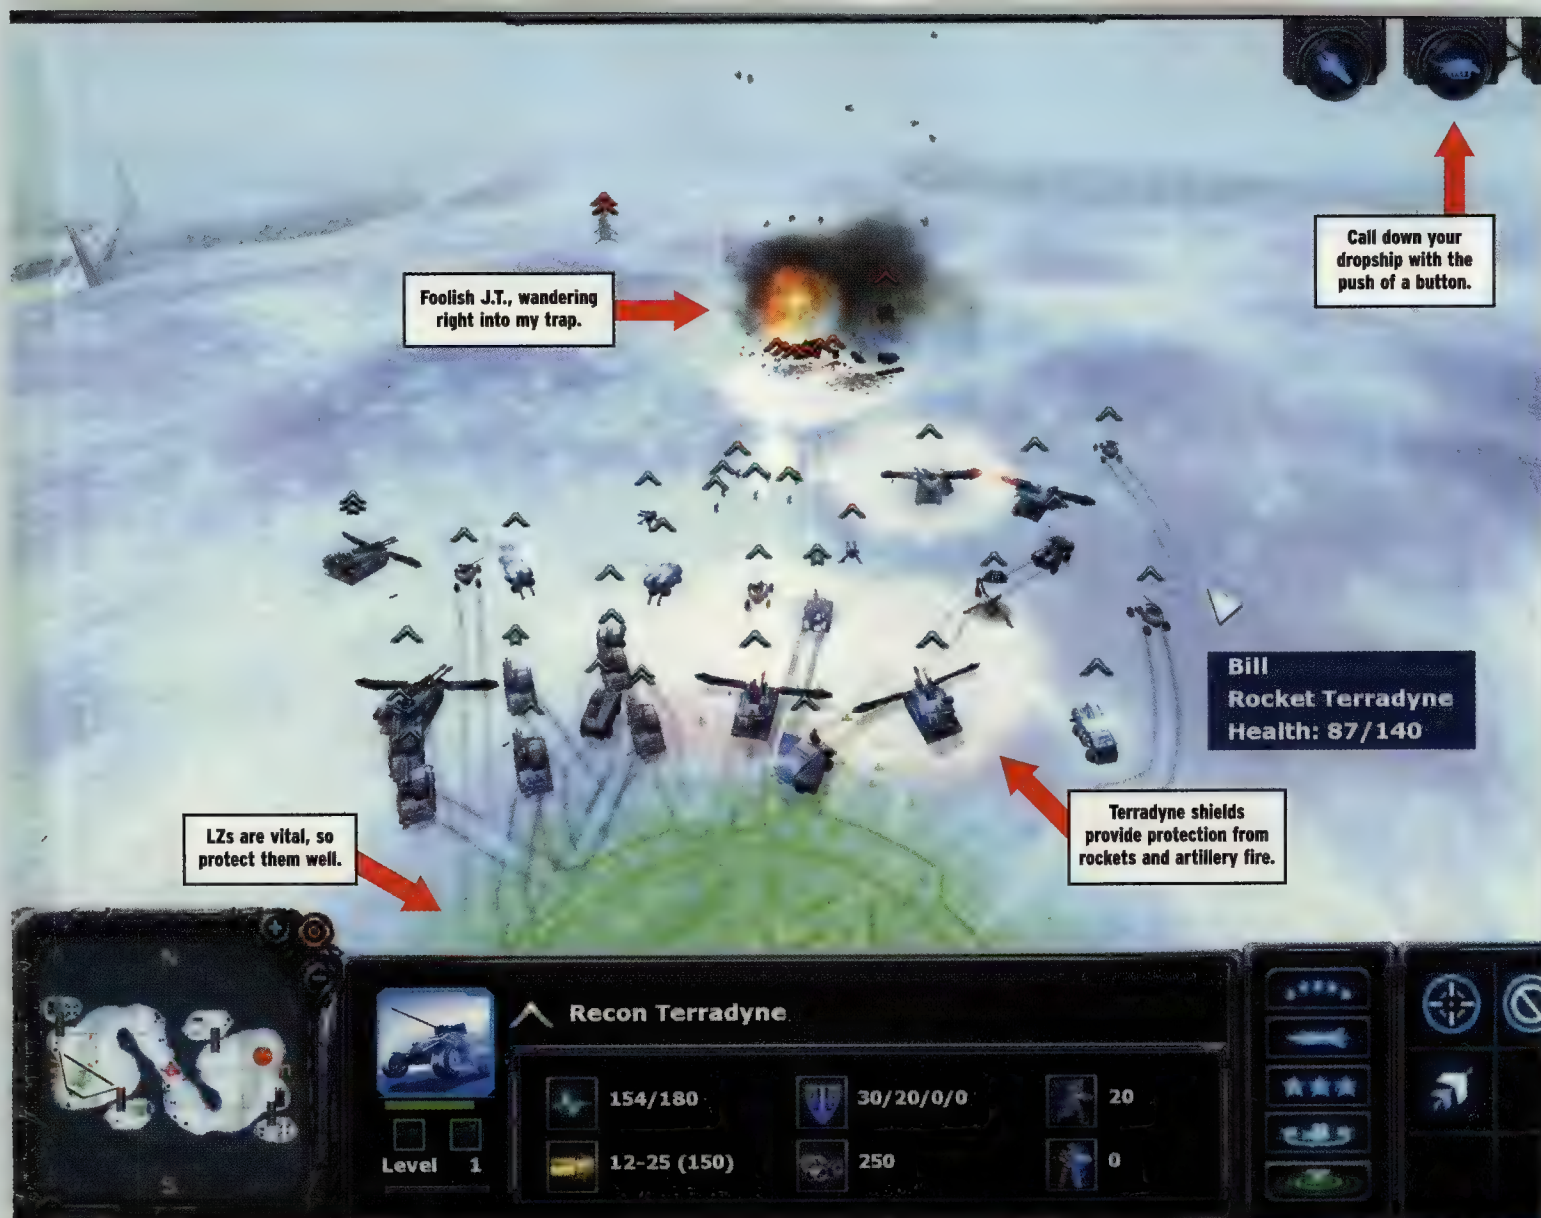 Call down your
dropship with the
push of a button.
Foolish J.T., wandering
right into my trap.
Bill
Rocket Terradyne
Health: 87/140
Terradyne shields
provide protection from
rockets and artillery fire.
LZs are vital, so
protect them well.
N
S
Recon Terradyne
154/180
30/20/0/0
20
12-25 (150)
250
0
Level 1